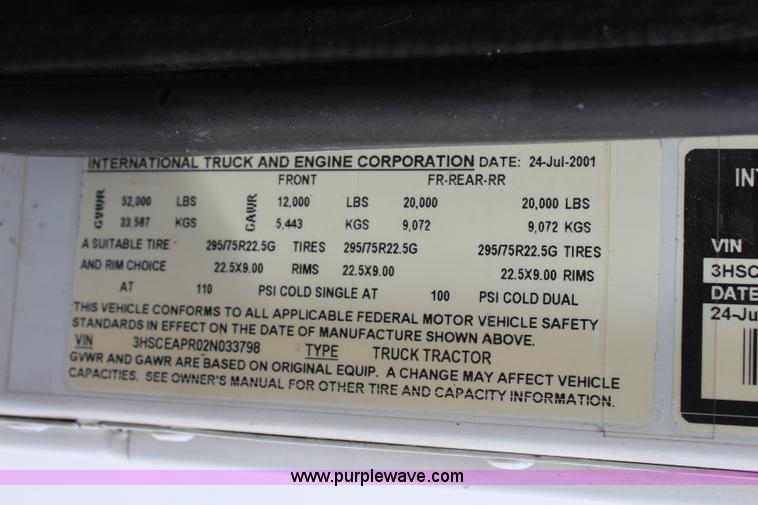 INTERNATIONAL TRUCK AND ENGINE CORPORATION DATE: 24-Jul-2001
FRONT FR-REAR-RR
GVWR 52,000 LBS GAWR 12,000 LBS 20,000 20,000 LBS
23,587 KGS 5,443 KGS 9,072 9,072 KGS
A SUITABLE TIRE 295/75R22.5G TIRES 295/75R22.5G 295/75R22.5G TIRES
AND RIM CHOICE 22.5X9.00 RIMS 22.5X9.00 22.5X9.00 RIMS
AT 110 PSI COLD SINGLE AT 100 PSI COLD DUAL
THIS VEHICLE CONFORMS TO ALL APPLICABLE FEDERAL MOTOR VEHICLE SAFETY
STANDARDS IN EFFECT ON THE DATE OF MANUFACTURE SHOWN ABOVE.
VIN 3HSCEAPR02N033798 TYPE TRUCK TRACTOR
GVWR AND GAWR ARE BASED ON ORIGINAL EQUIP. A CHANGE MAY AFFECT VEHICLE
CAPACITIES. SEE OWNER'S MANUAL FOR OTHER TIRE AND CAPACITY INFORMATION.
VIN
3HSC
DATE
24-Ju
www.purplewave.com